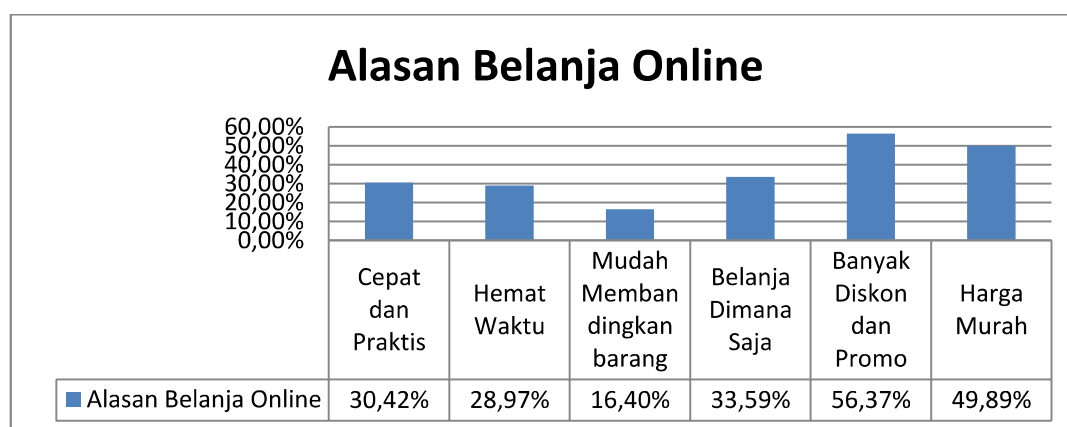 Alasan Belanja Online
60,00%
50,00%
40,00%
30,00%
20,00%
10,00%
0,00%
Cepat
dan
Praktis
Hemat
Waktu
Mudah
Memban
dingkan
barang
Belanja
Dimana
Saja
Banyak
Diskon
dan
Promo
Harga
Murah
Alasan Belanja Online 30,42% 28,97% 16,40% 33,59% 56,37% 49,89%